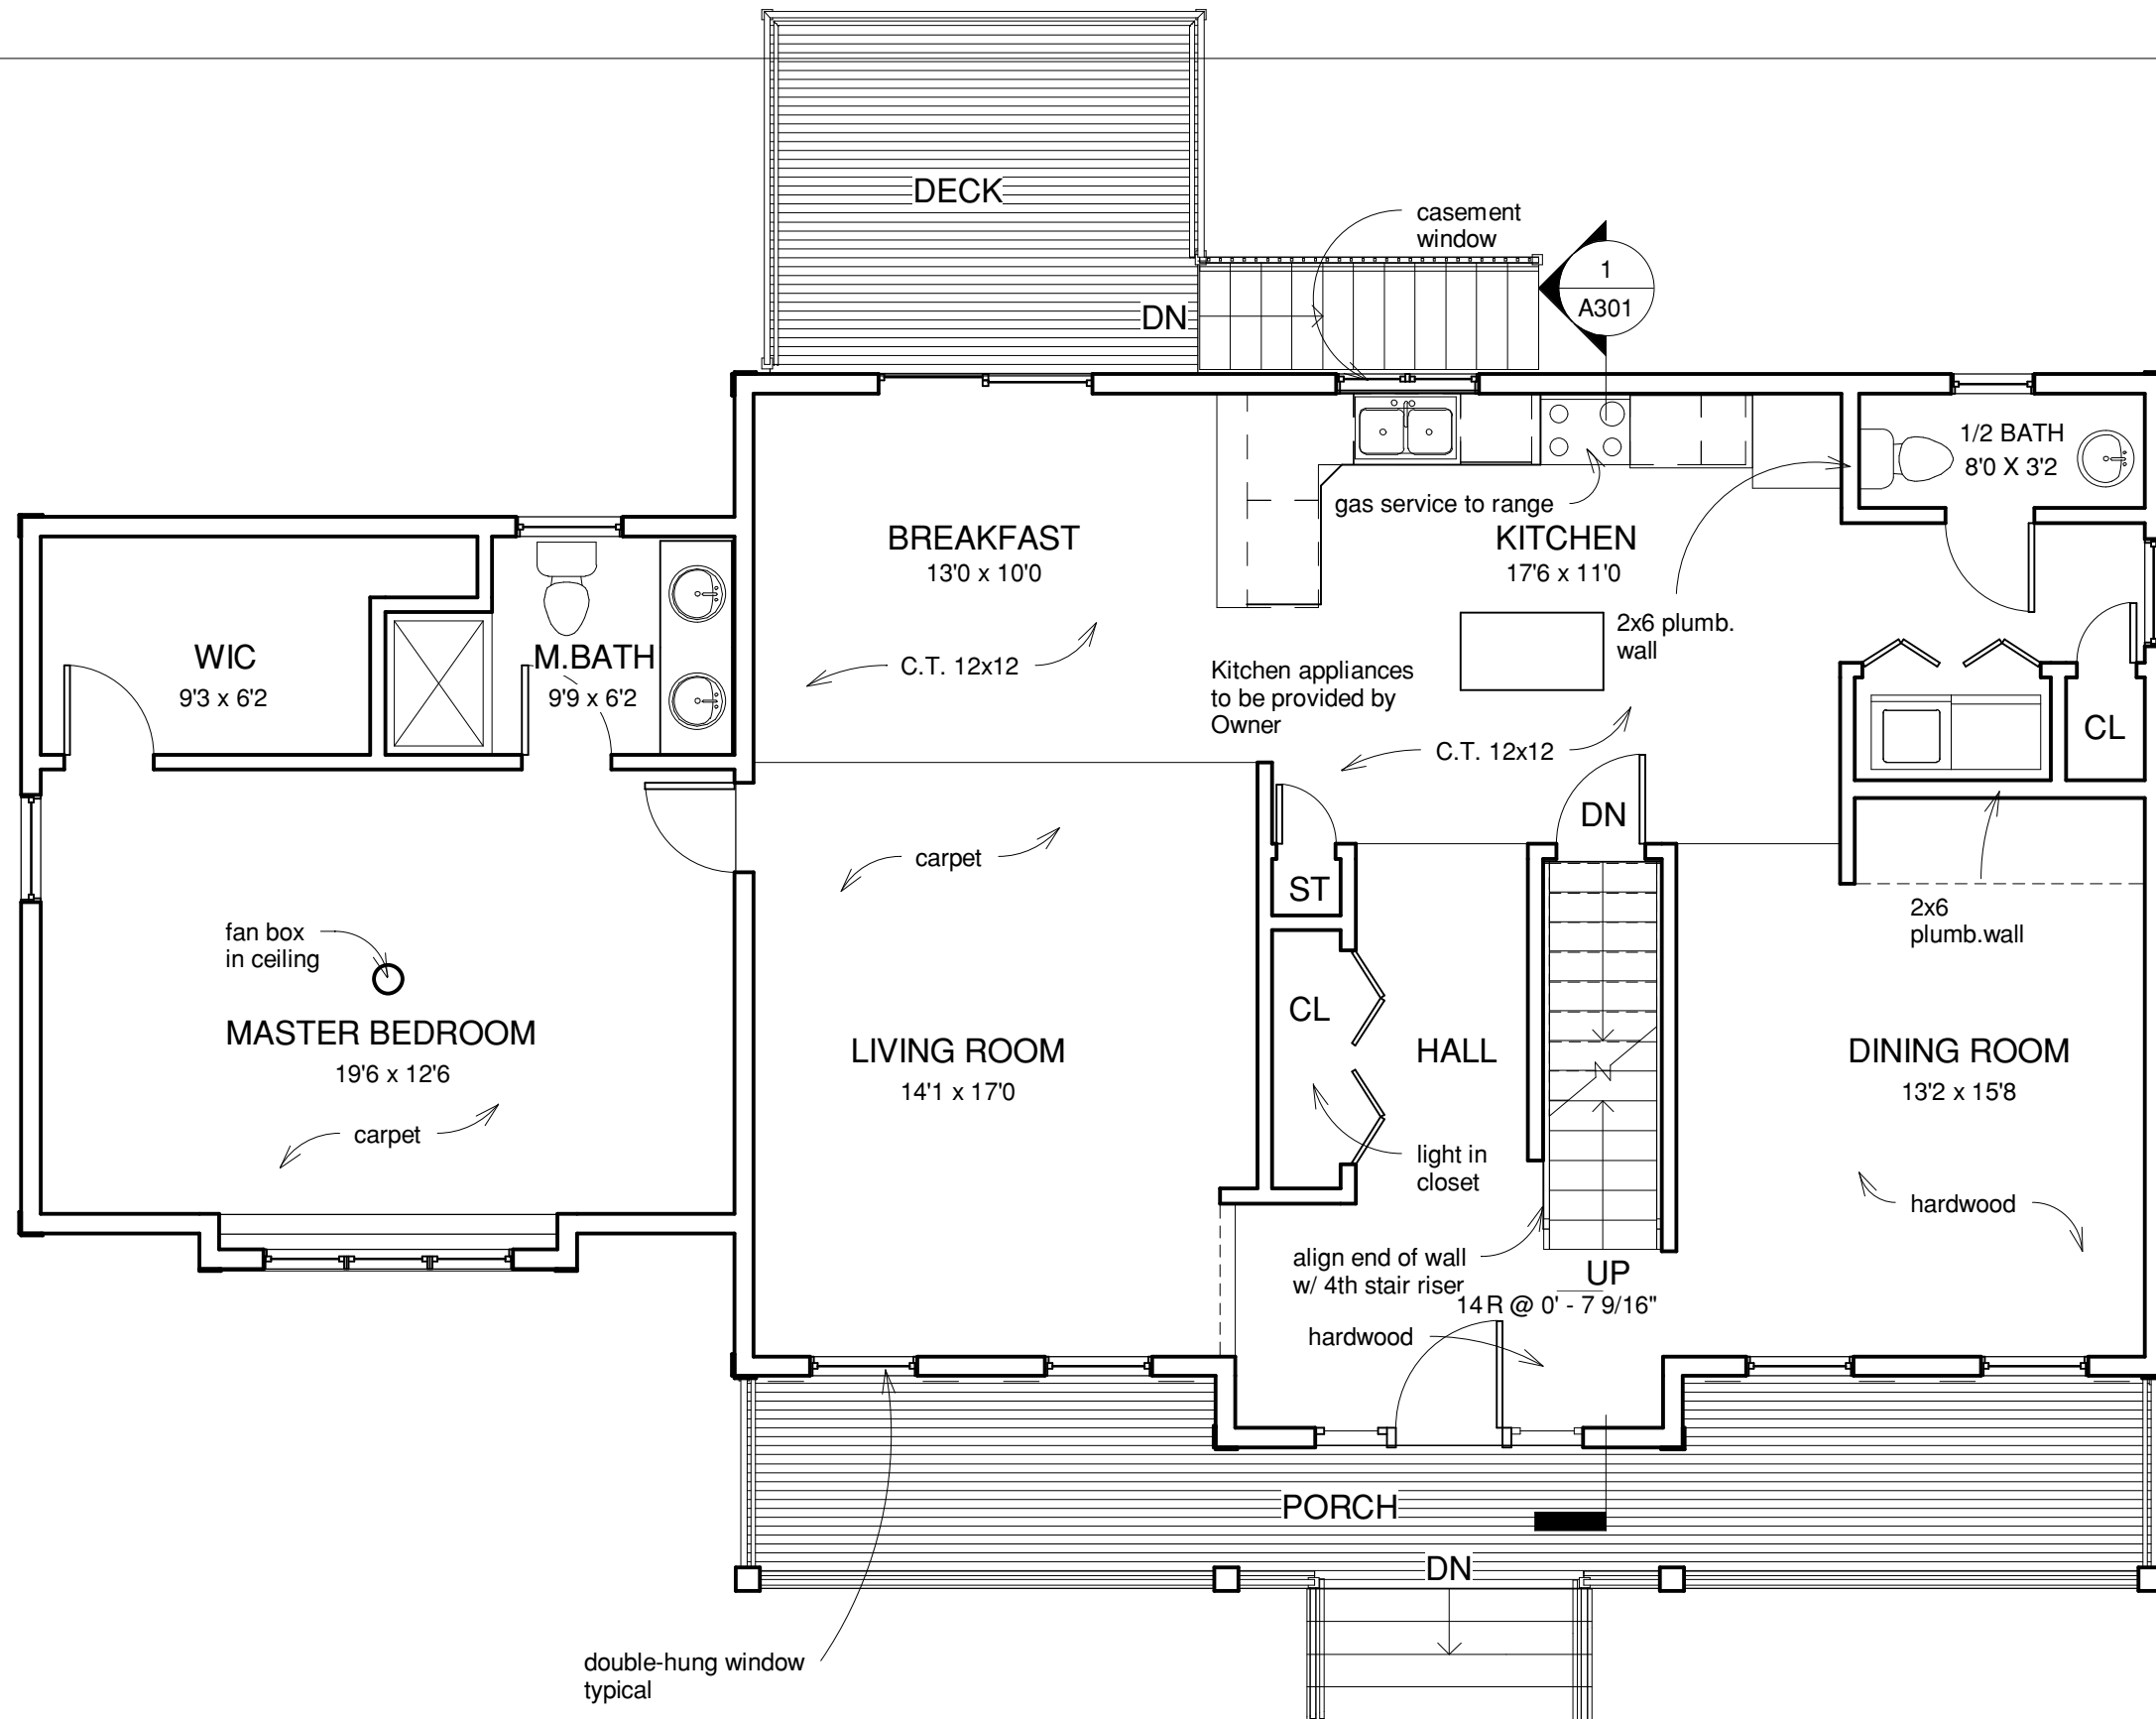 DECK
casement
window
1
A301
DN
1/2 BATH
8'0 X 3'2
gas service to range
BREAKFAST
13'0 x 10'0
KITCHEN
17'6 x 11'0
2x6 plumb.
wall
WIC
9'3 x 6'2
M.BATH
9'9 x 6'2
C.T. 12x12
Kitchen appliances
to be provided by
Owner
C.T. 12x12
CL
DN
carpet
ST
2x6
plumb.wall
fan box
in ceiling
CL
MASTER BEDROOM
19'6 x 12'6
LIVING ROOM
14'1 x 17'0
HALL
DINING ROOM
13'2 x 15'8
carpet
light in
closet
hardwood
align end of wall
w/ 4th stair riser
UP
14R @ 0' - 7 9/16"
hardwood
PORCH
DN
double-hung window
typical